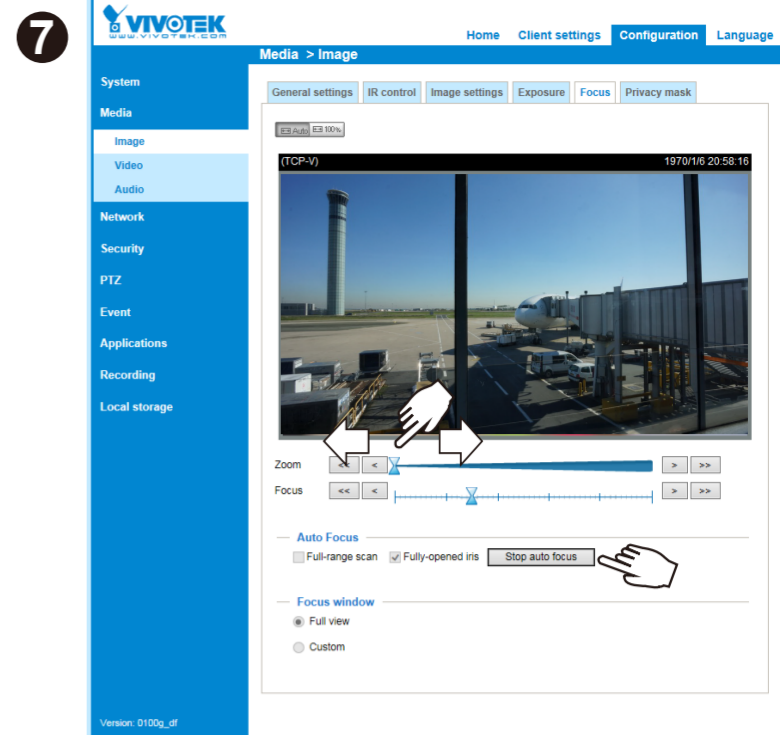 7
VIVOTEK
WWW.VIVOTEK.COM
Home Client settings Configuration Language
Media > Image
System
Media
Image
Video
Audio
Network
Security
PTZ
Event
Applications
Recording
Local storage
Version: 0100g_df
General settings IR control Image settings Exposure Focus Privacy mask
Auto 100%
(TCP-V) 1970/1/6 20:58:16
Zoom << < > >>
Focus << < > >>
Auto Focus
Full-range scan Fully-opened iris Stop auto focus
Focus window
Full view
Custom